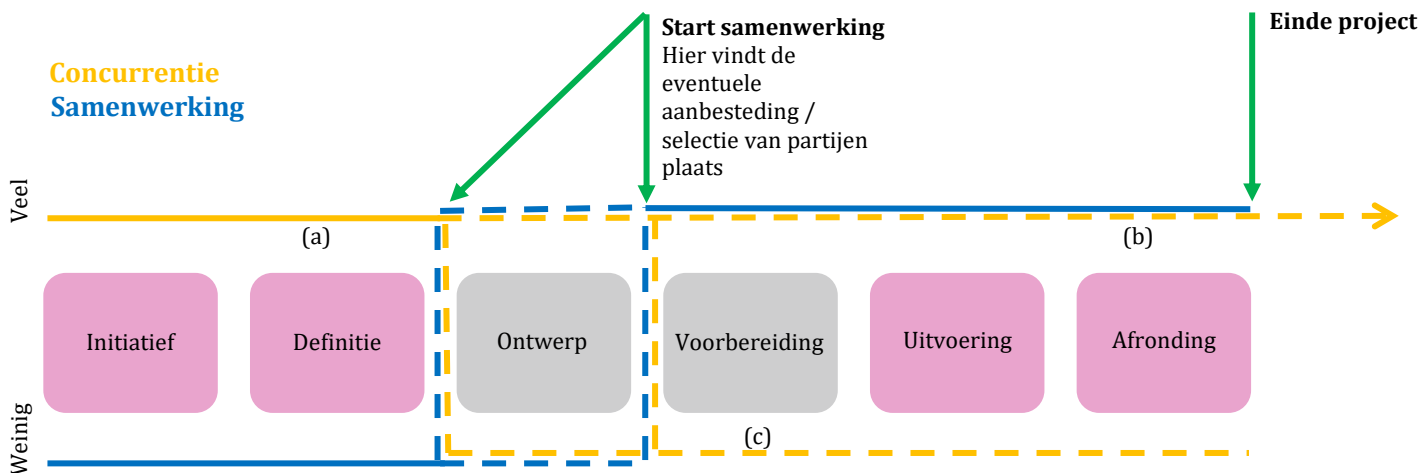 Start samenwerking
Hier vindt de
eventuele
aanbesteding /
selectie van partijen
plaats
Einde project
Concurrentie
Samenwerking
Veel
(a)
(b)
Initiatief
Definitie
Ontwerp
Voorbereiding
Uitvoering
Afronding
Weinig
(c)